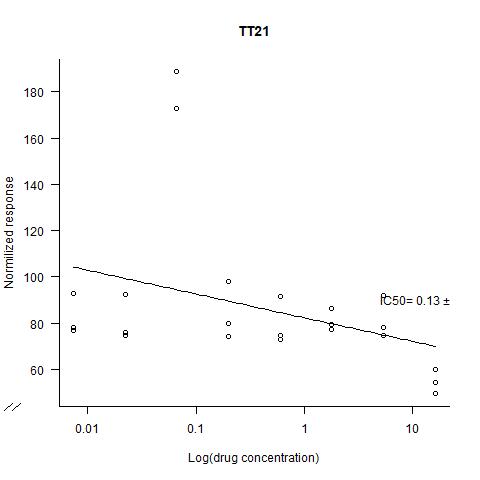 TT21
Normilized response
180
160
140
120
100
80
60
IC50= 0.13 ±
0.01
0.1
1
10
Log(drug concentration)